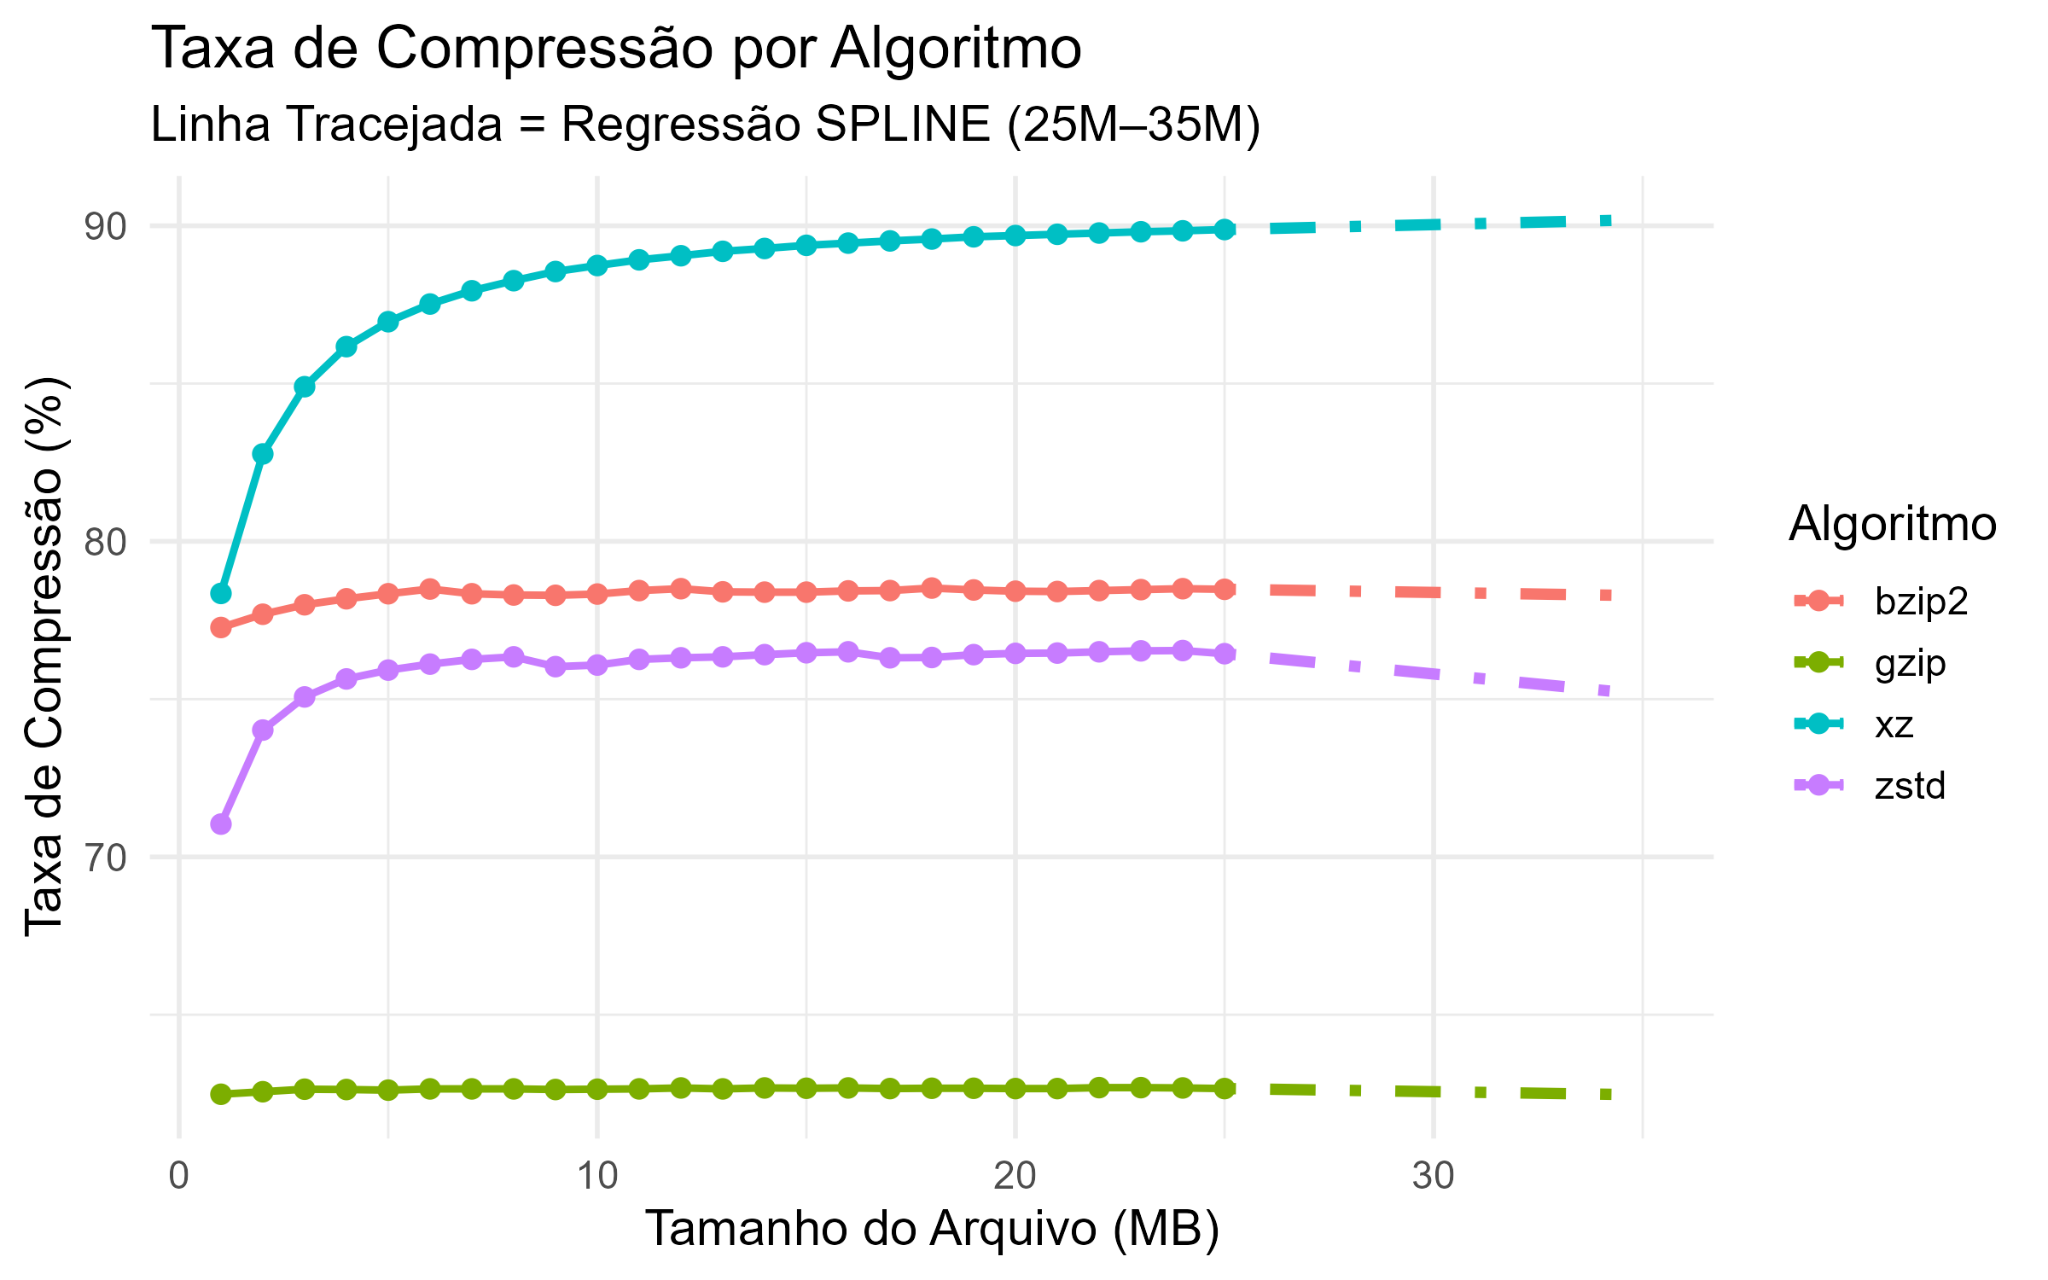 Taxa de Compressão por Algoritmo
Linha Tracejada = Regressão SPLINE (25M–35M)
Taxa de Compressão (%)
90
80
70
0
10
20
30
Tamanho do Arquivo (MB)
Algoritmo
bzip2
gzip
xz
zstd